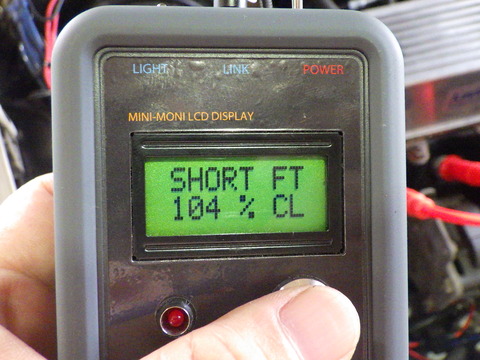 LIGHT LINK POWER
MINI-MONI LCD DISPLAY
SHORT FT
104 % CL